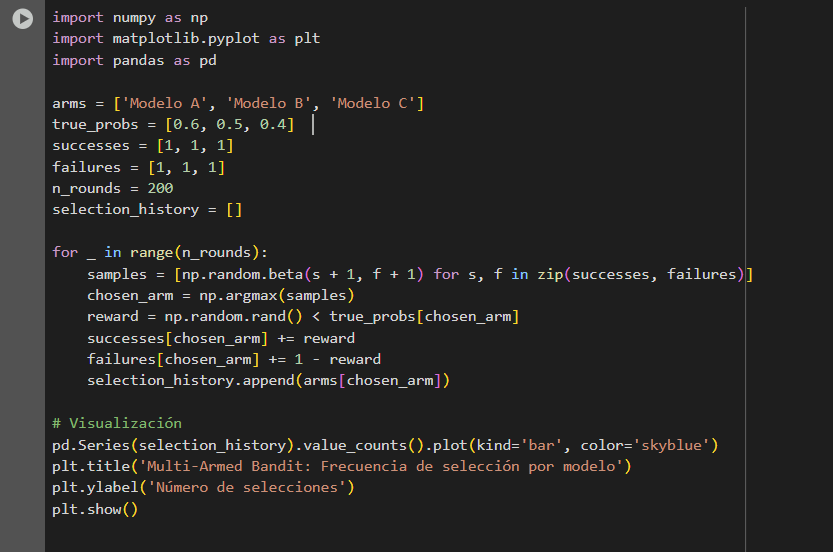 import numpy as np
import matplotlib.pyplot as plt
import pandas as pd

arms = ['Modelo A', 'Modelo B', 'Modelo C']
true_probs = [0.6, 0.5, 0.4]
successes = [1, 1, 1]
failures = [1, 1, 1]
n_rounds = 200
selection_history = []

for _ in range(n_rounds):
    samples = [np.random.beta(s + 1, f + 1) for s, f in zip(successes, failures)]
    chosen_arm = np.argmax(samples)
    reward = np.random.rand() < true_probs[chosen_arm]
    successes[chosen_arm] += reward
    failures[chosen_arm] += 1 - reward
    selection_history.append(arms[chosen_arm])

# Visualización
pd.Series(selection_history).value_counts().plot(kind='bar', color='skyblue')
plt.title('Multi-Armed Bandit: Frecuencia de selección por modelo')
plt.ylabel('Número de selecciones')
plt.show()